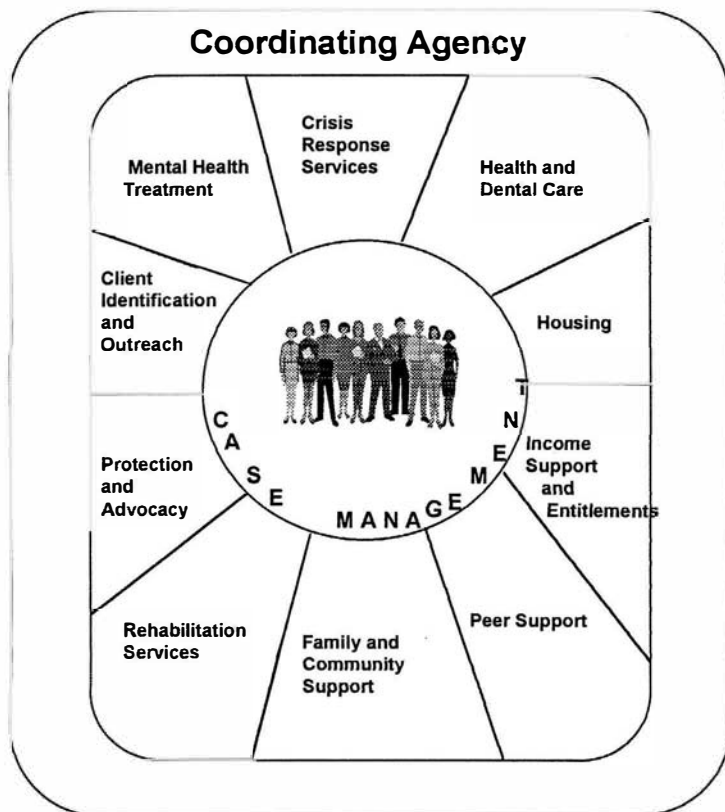 Coordinating Agency
Crisis
Response
Services
Mental Health
Treatment
Health and
Dental Care
Client
Identification
and
Outreach
Housing
CASE MANAGEMENT
Protection
and
Advocacy
Income
Support
and
Entitlements
Rehabilitation
Services
Family and
Community
Support
Peer Support